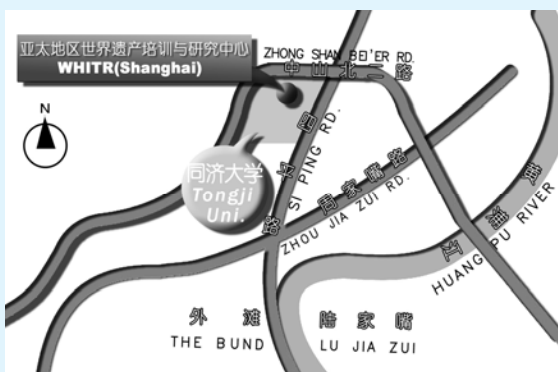 亚太地区世界遗产培训与研究中心
WHITR(Shanghai)
ZHONG SHAN BEI'ER RD.
中山北二路
N
四平路
SI PING RD.
同济大学
Tongji
Uni.
周家嘴路
ZHOU JIA ZUI RD.
黄浦江
HUANG PU RIVER
外滩
THE BUND
陆家嘴
LU JIA ZUI